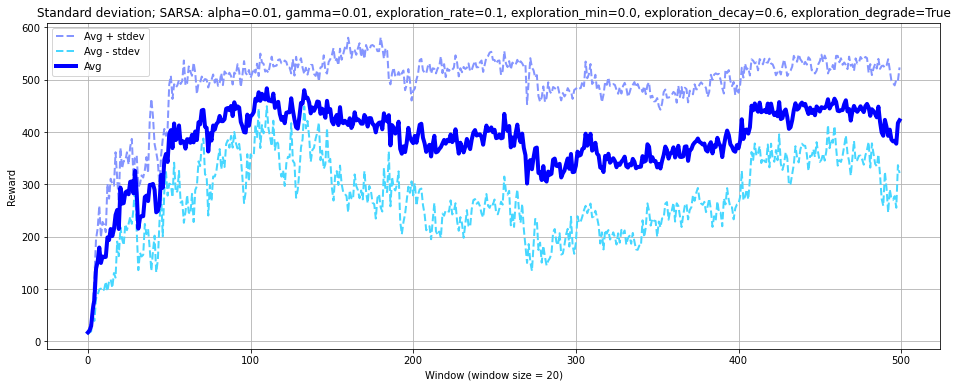 Standard deviation; SARSA: alpha=0.01, gamma=0.01, exploration_rate=0.1, exploration_min=0.0, exploration_decay=0.6, exploration_degrade=True
Avg + stdev
Avg - stdev
Avg
600
500
400
300
200
100
0
Reward
0 100 200 300 400 500
Window (window size = 20)